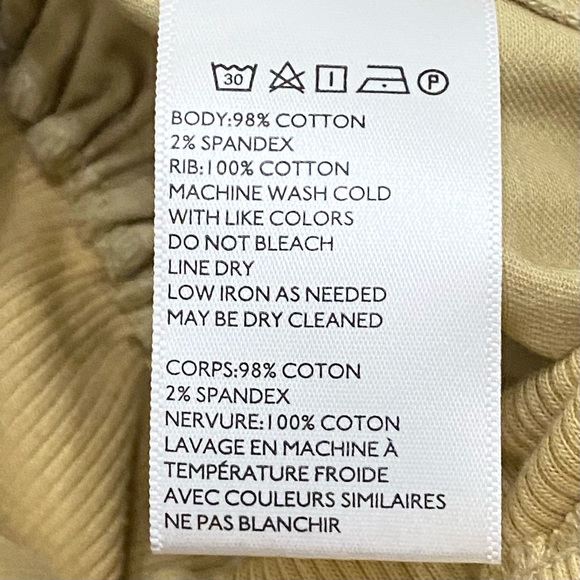 30 P
BODY:98% COTTON
2% SPANDEX
RIB:100% COTTON
MACHINE WASH COLD
WITH LIKE COLORS
DO NOT BLEACH
LINE DRY
LOW IRON AS NEEDED
MAY BE DRY CLEANED
CORPS:98% COTON
2% SPANDEX
NERVURE:100% COTON
LAVAGE EN MACHINE À
TEMPÉRATURE FROIDE
AVEC COULEURS SIMILAIRES
NE PAS BLANCHIR